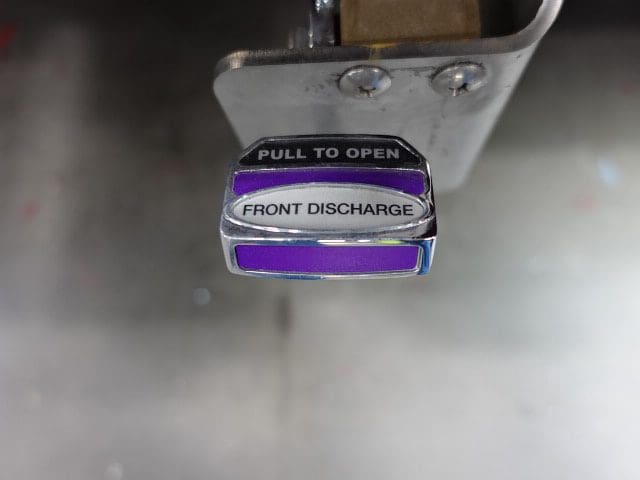 PULL TO OPEN
FRONT DISCHARGE